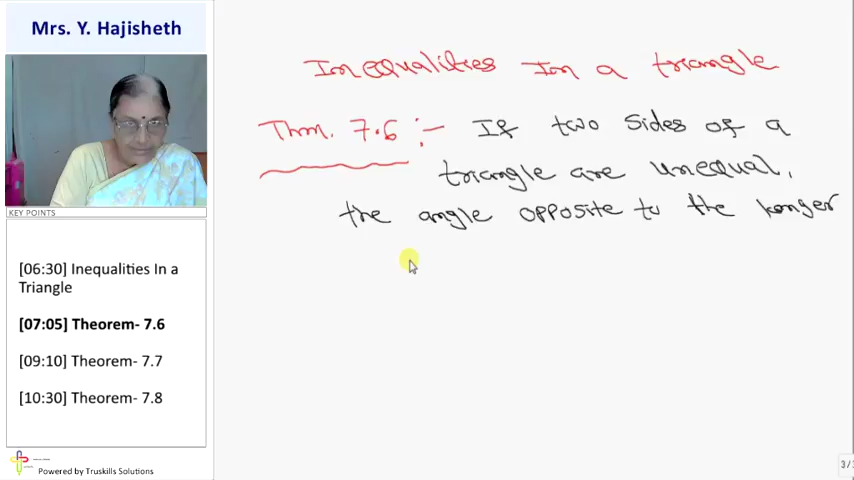 Mrs. Y. Hajisheth
KEY POINTS
[06:30] Inequalities In a
Triangle
[07:05] Theorem- 7.6
[09:10] Theorem- 7.7
[10:30] Theorem- 7.8
Powered by Truskills Solutions
Inequalities In a triangle
Thm. 7.6 :- If two sides of a
triangle are unequal,
the angle opposite to the longer
3/